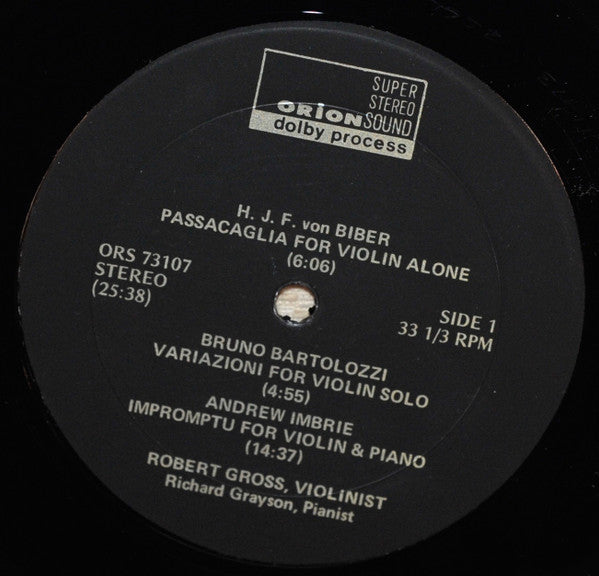 SUPER
STEREO
ORION SOUND
dolby process
H. J. F. von BIBER
PASSACAGLIA FOR VIOLIN ALONE
(6:06)
ORS 73107
STEREO
(25:38)
SIDE 1
33 1/3 RPM
BRUNO BARTOLOZZI
VARIAZIONI FOR VIOLIN SOLO
(4:55)
ANDREW IMBRIE
IMPROMPTU FOR VIOLIN & PIANO
(14:37)
ROBERT GROSS, VIOLINIST
Richard Grayson, Pianist